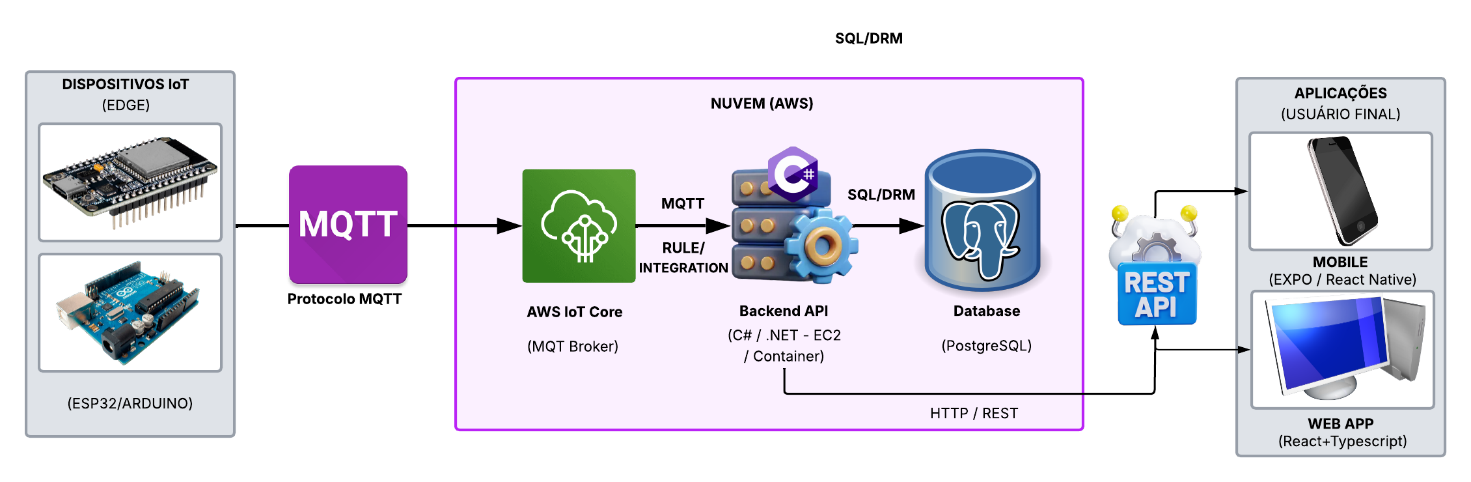 SQL/DRM
DISPOSITIVOS IoT
(EDGE)
(ESP32/ARDUINO)
MQTT
Protocolo MQTT
NUVEM (AWS)
AWS IoT Core
(MQT Broker)
MQTT
RULE/
INTEGRATION
C#
Backend API
(C# / .NET - EC2
/ Container)
SQL/DRM
Database
(PostgreSQL)
HTTP / REST
REST
API
APLICAÇÕES
(USUÁRIO FINAL)
MOBILE
(EXPO / React Native)
WEB APP
(React+Typescript)